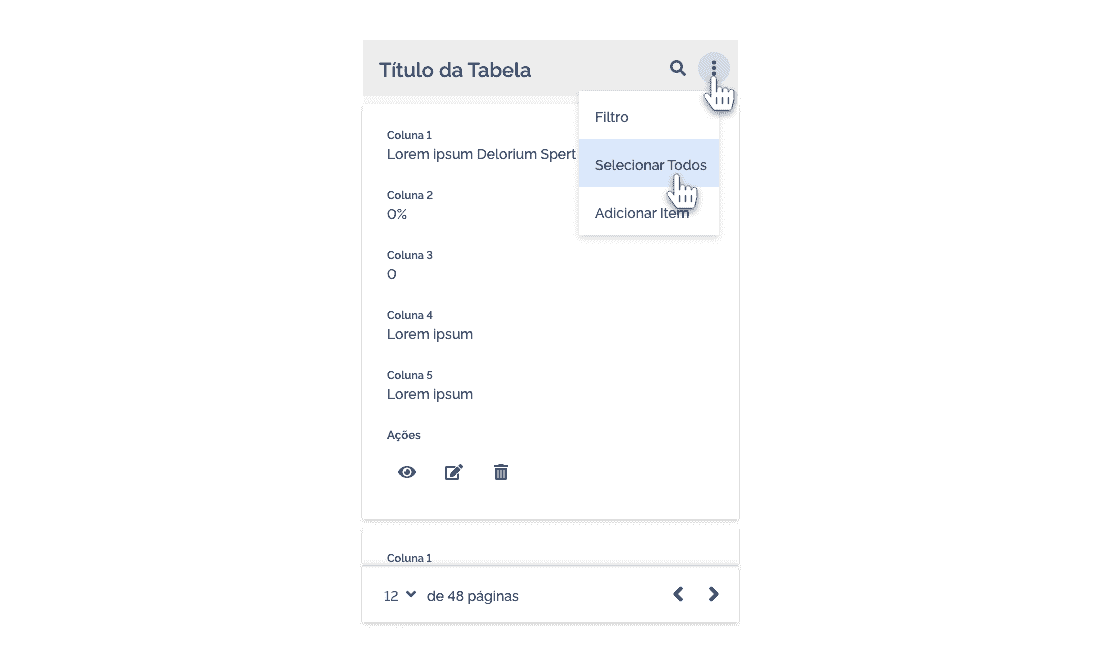 Título da Tabela
Filtro
Selecionar Todos
Adicionar Item
Coluna 1
Lorem ipsum Delorium Spert
Coluna 2
0%
Coluna 3
0
Coluna 4
Lorem ipsum
Coluna 5
Lorem ipsum
Ações
Coluna 1
12 de 48 páginas